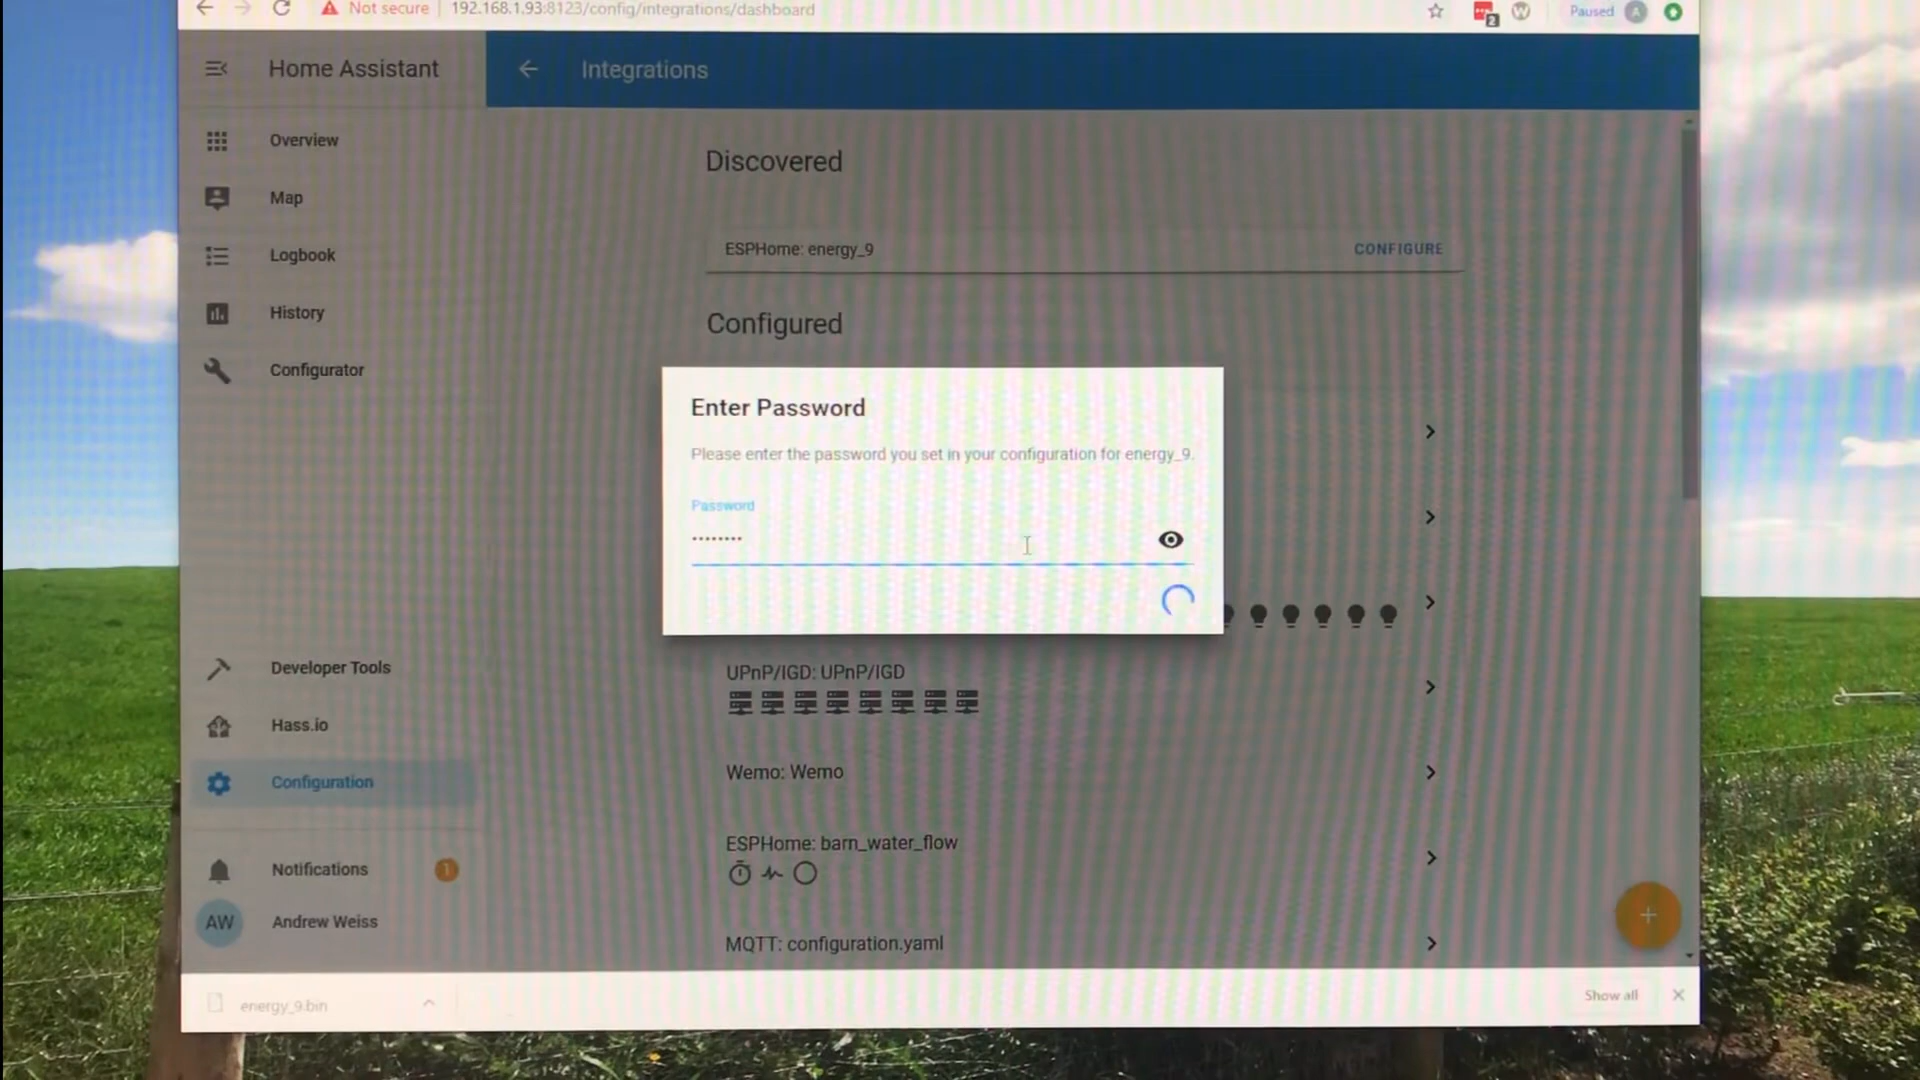 Not secure
192.168.1.93:8123/config/integrations/dashboard
2
W
Paused
A
Home Assistant
Integrations
Overview
Map
Logbook
History
Configurator
Developer Tools
Hass.io
Configuration
Notifications
1
AW
Andrew Weiss
Discovered
ESPHome: energy_9
CONFIGURE
Configured
Enter Password
Please enter the password you set in your configuration for energy_9.
Password
••••••••
UPnP/IGD: UPnP/IGD
Wemo: Wemo
ESPHome: barn_water_flow
MQTT: configuration.yaml
energy_9.bin
Show all